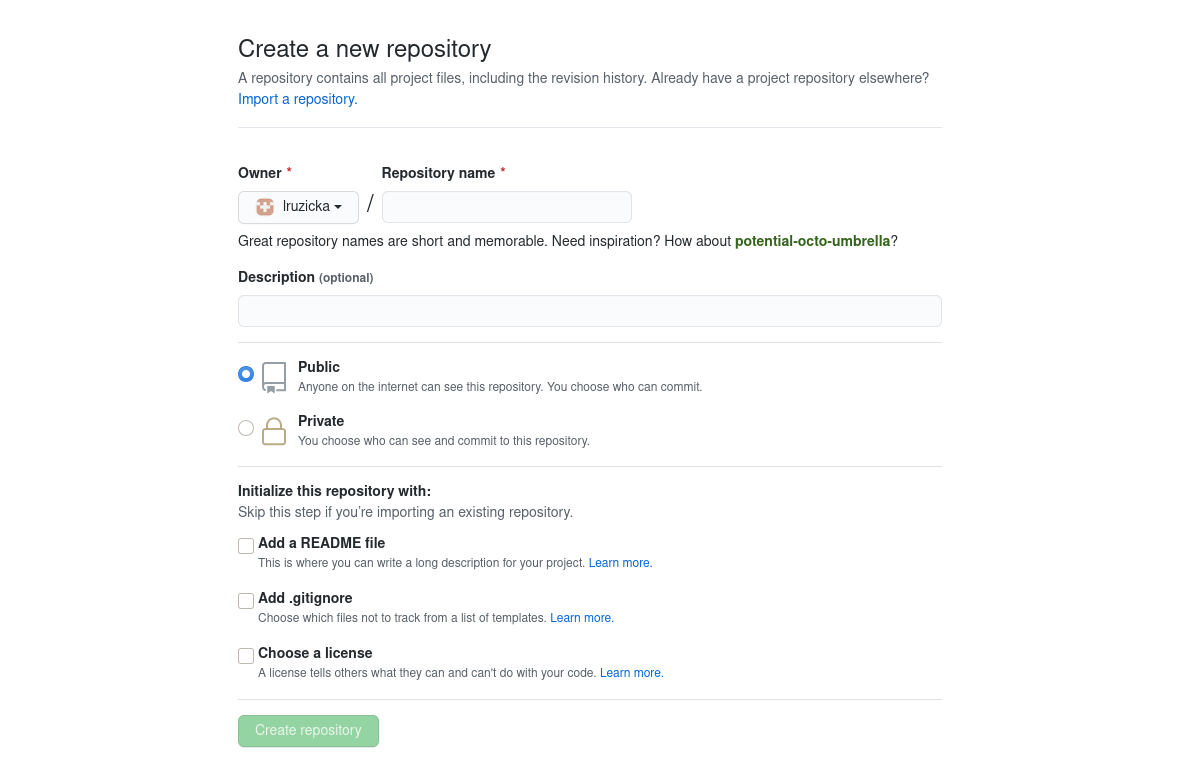 Create a new repository
A repository contains all project files, including the revision history. Already have a project repository elsewhere?
Import a repository.
Owner * Repository name *
lruzicka /
Great repository names are short and memorable. Need inspiration? How about potential-octo-umbrella?
Description (optional)
Public
Anyone on the internet can see this repository. You choose who can commit.
Private
You choose who can see and commit to this repository.
Initialize this repository with:
Skip this step if you’re importing an existing repository.
Add a README file
This is where you can write a long description for your project. Learn more.
Add .gitignore
Choose which files not to track from a list of templates. Learn more.
Choose a license
A license tells others what they can and can't do with your code. Learn more.
Create repository